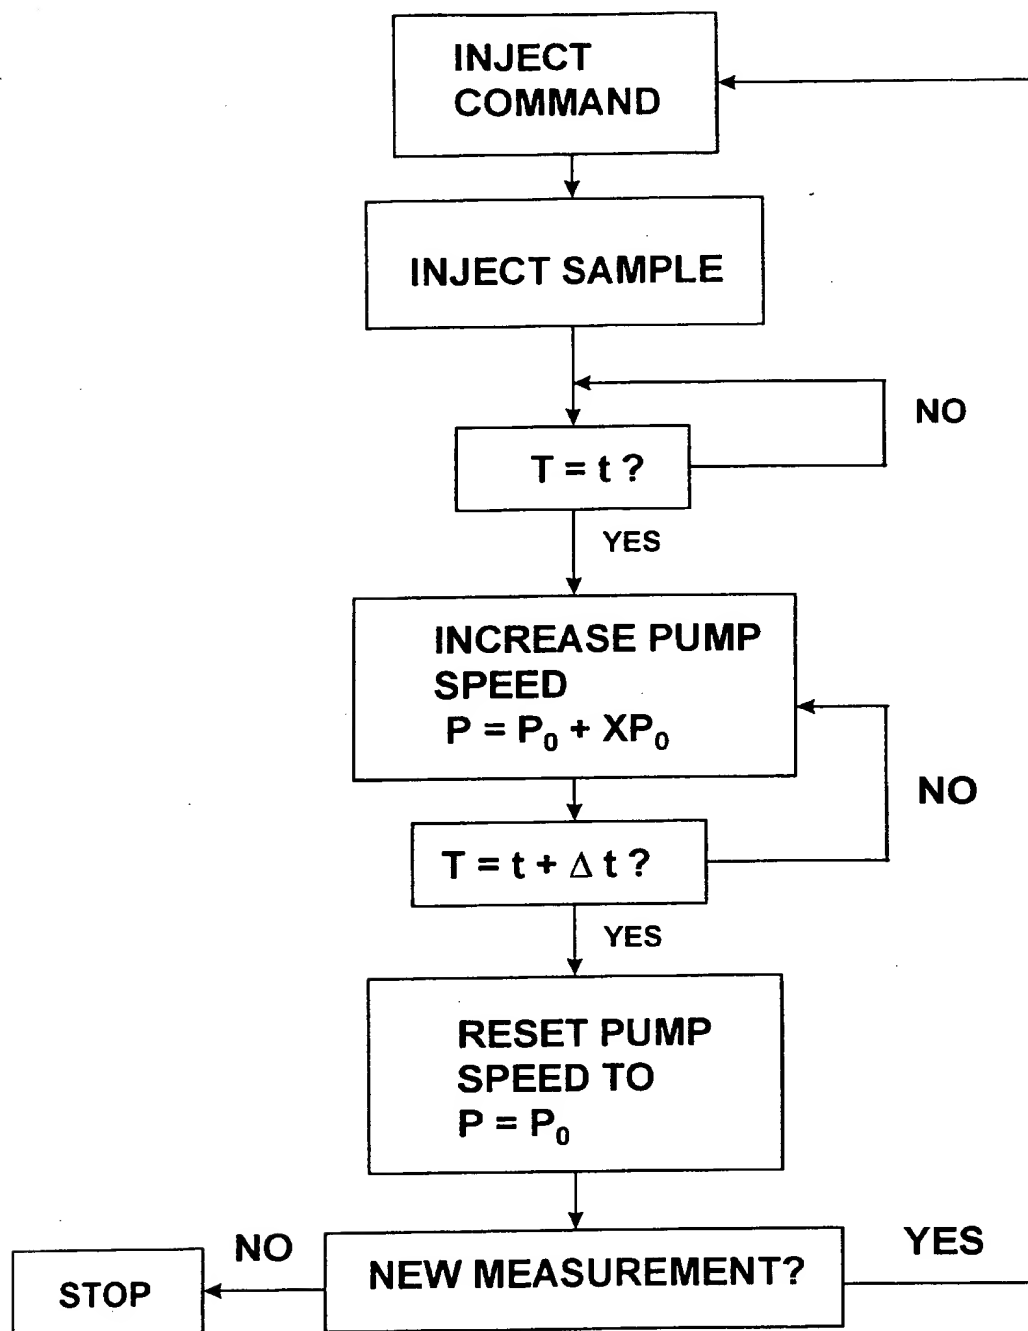 INJECT
COMMAND
INJECT SAMPLE
NO
T = t ?
YES
INCREASE PUMP
SPEED
P = P₀ + XP₀
NO
T = t + Δ t ?
YES
RESET PUMP
SPEED TO
P = P₀
NO
YES
NEW MEASUREMENT?
STOP